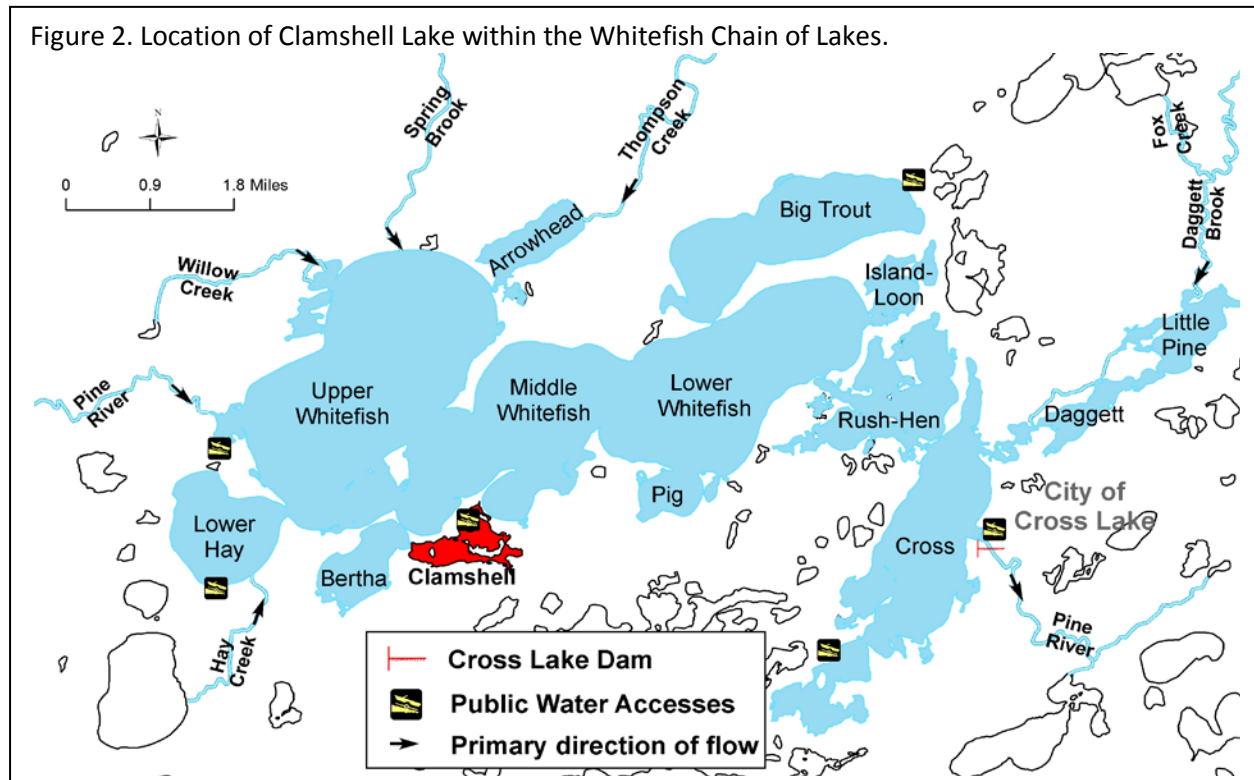 Figure 2. Location of Clamshell Lake within the Whitefish Chain of Lakes.
N
0 0.9 1.8 Miles
Spring
Brook
Thompson
Creek
Fox
Creek
Daggett
Brook
Big Trout
Arrowhead
Willow
Creek
Island-
Loon
Little
Pine
Pine
River
Upper
Whitefish
Middle
Whitefish
Lower
Whitefish
Rush-Hen
Daggett
Pig
City of
Cross Lake
Lower
Hay
Cross
Bertha
Clamshell
Hay
Creek
Pine
River
Cross Lake Dam
Public Water Accesses
Primary direction of flow